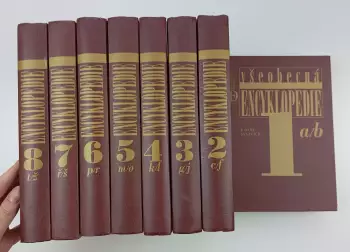 ENCYKLOPEDIE
8
t/ž
ENCYKLOPEDIE
7
ř/š
ENCYKLOPEDIE
6
p/r
ENCYKLOPEDIE
5
m/o
ENCYKLOPEDIE
4
k/l
ENCYKLOPEDIE
3
g/j
ENCYKLOPEDIE
2
c/f
všeobecná
ENCYKLOPEDIE
1
a/b